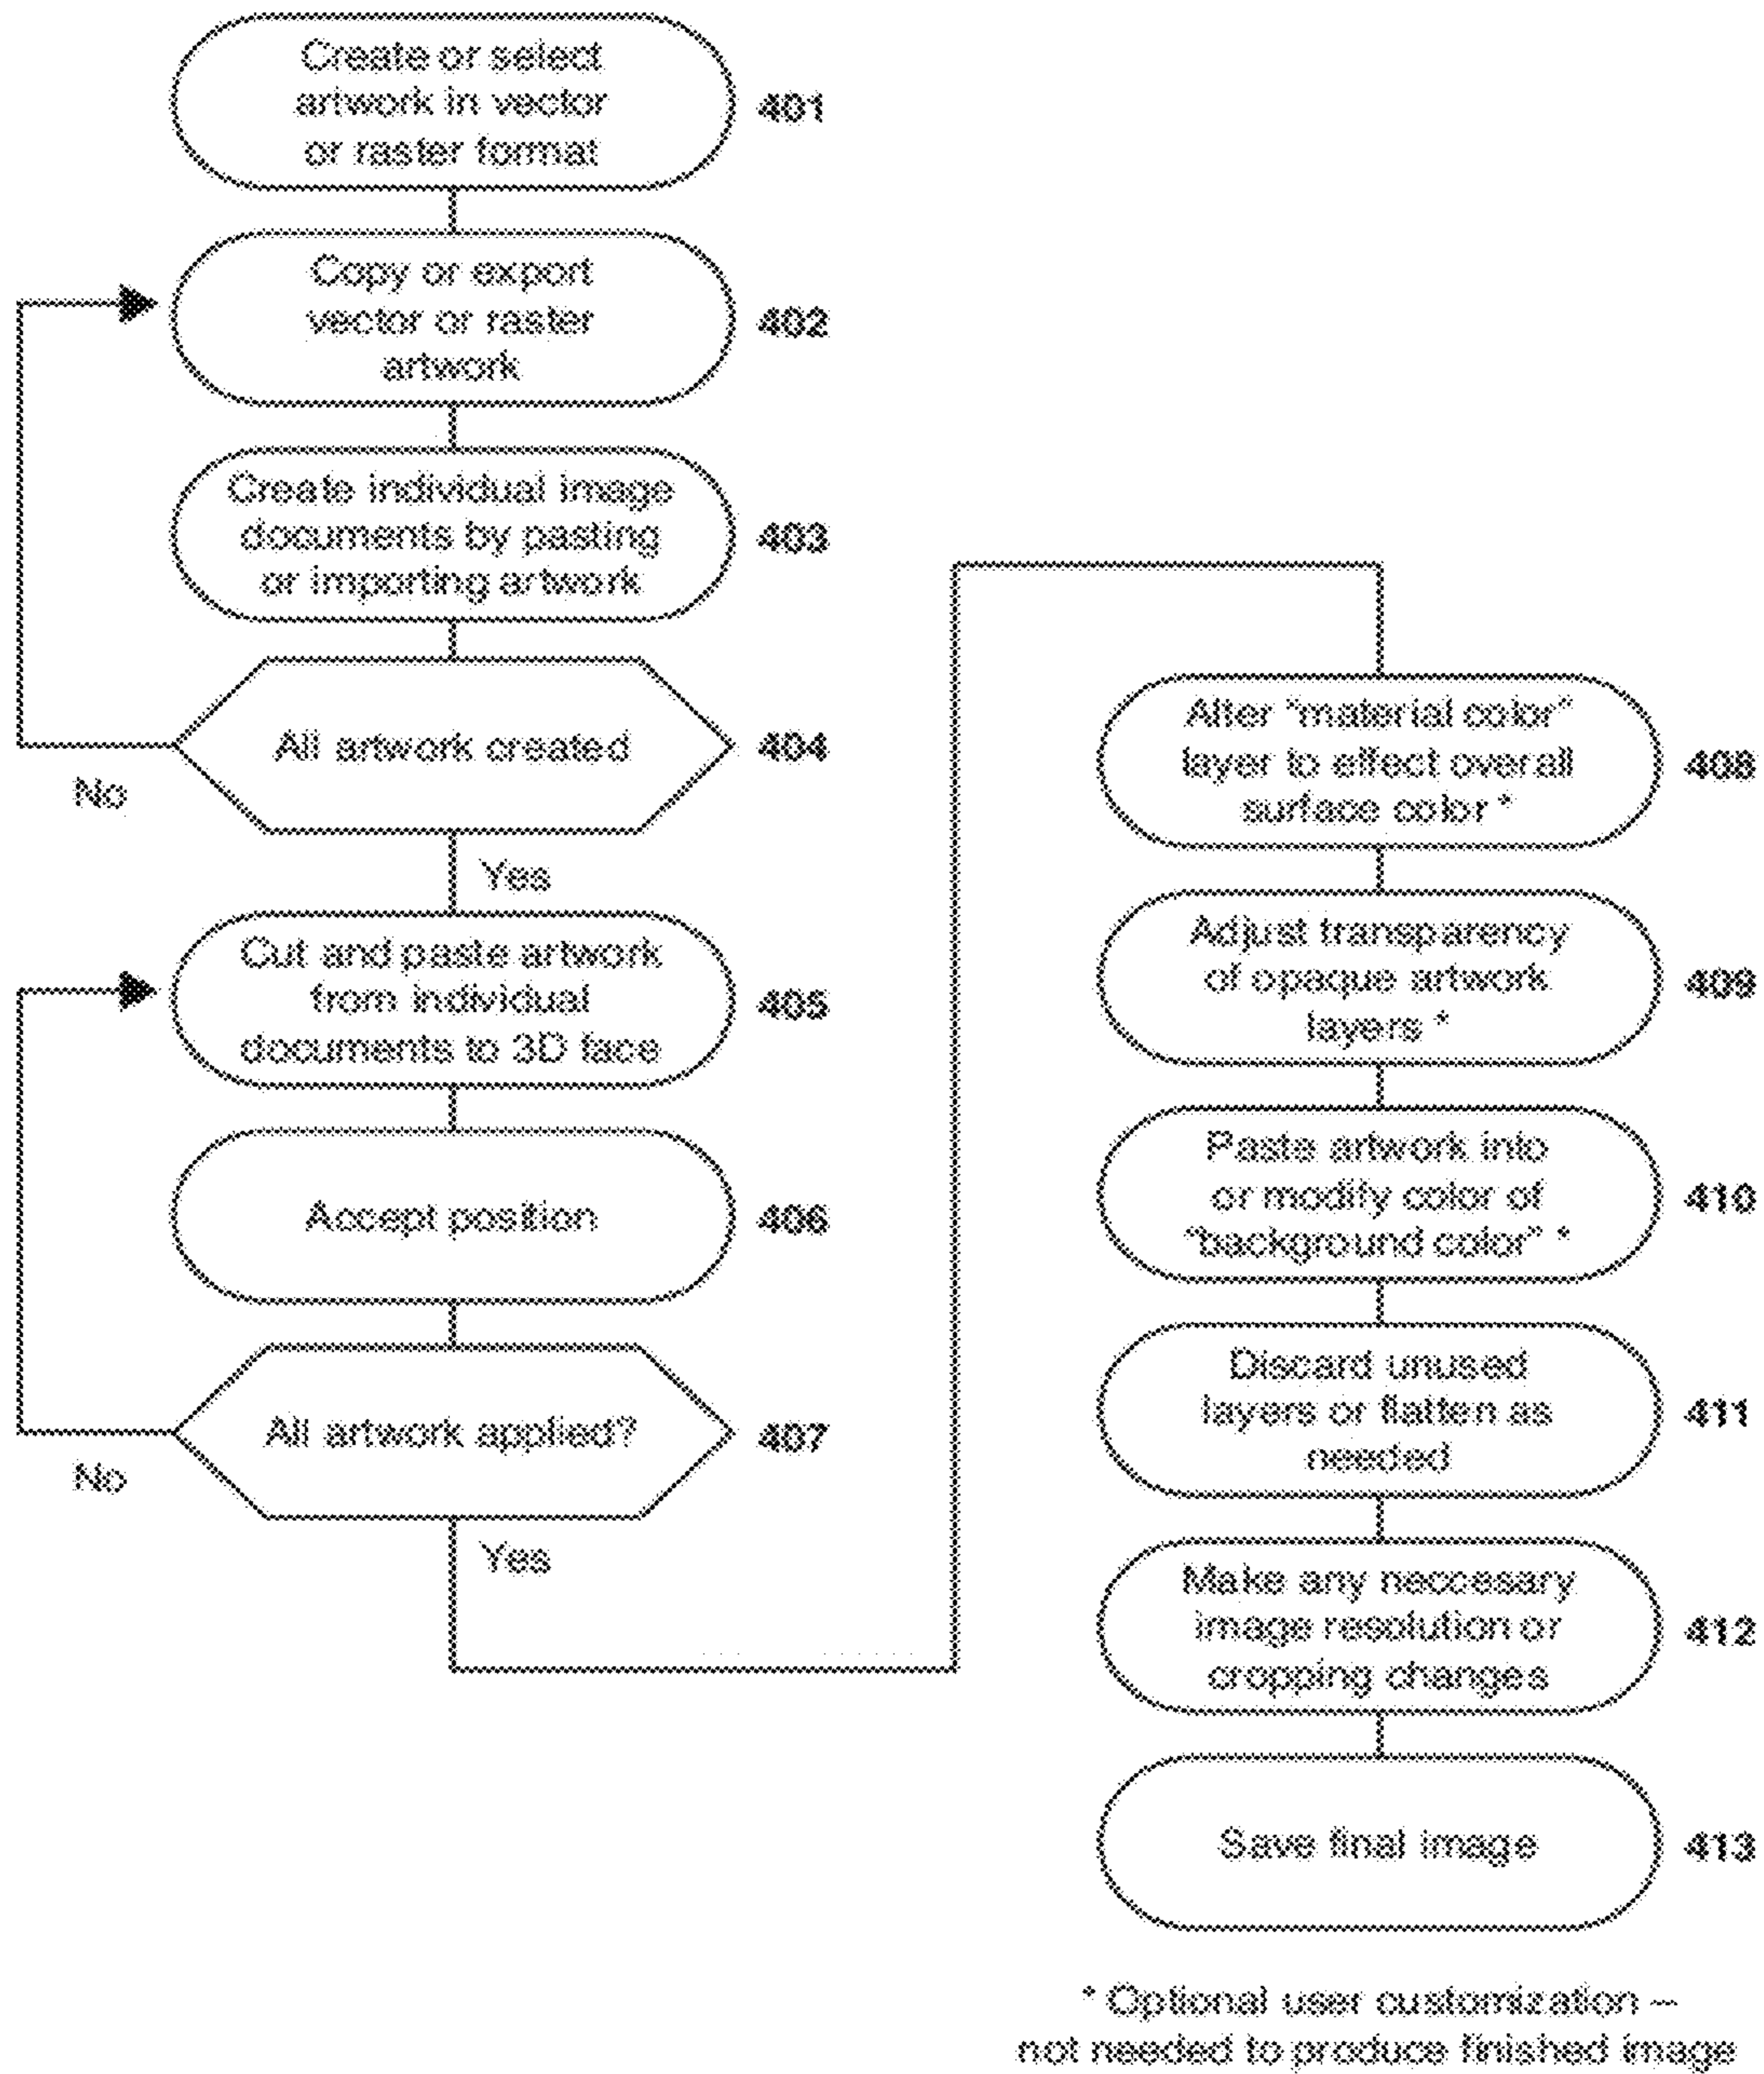 Create or select
artwork in vector
or raster format
401
Copy or export
vector or raster
artwork
402
Create individual image
documents by pasting
or importing artwork
403
All artwork created
404
No
Yes
Cut and paste artwork
from individual
documents to 3D face
405
Accept position
406
All artwork applied?
407
No
Yes
Alter "material color"
layer to effect overall
surface color *
408
Adjust transparency
of opaque artwork
layers *
409
Paste artwork into
or modify color of
"background color" *
410
Discard unused
layers or flatten as
needed
411
Make any neccesary
image resolution or
cropping changes
412
Save final image
413
* Optional user customization –
not needed to produce finished image